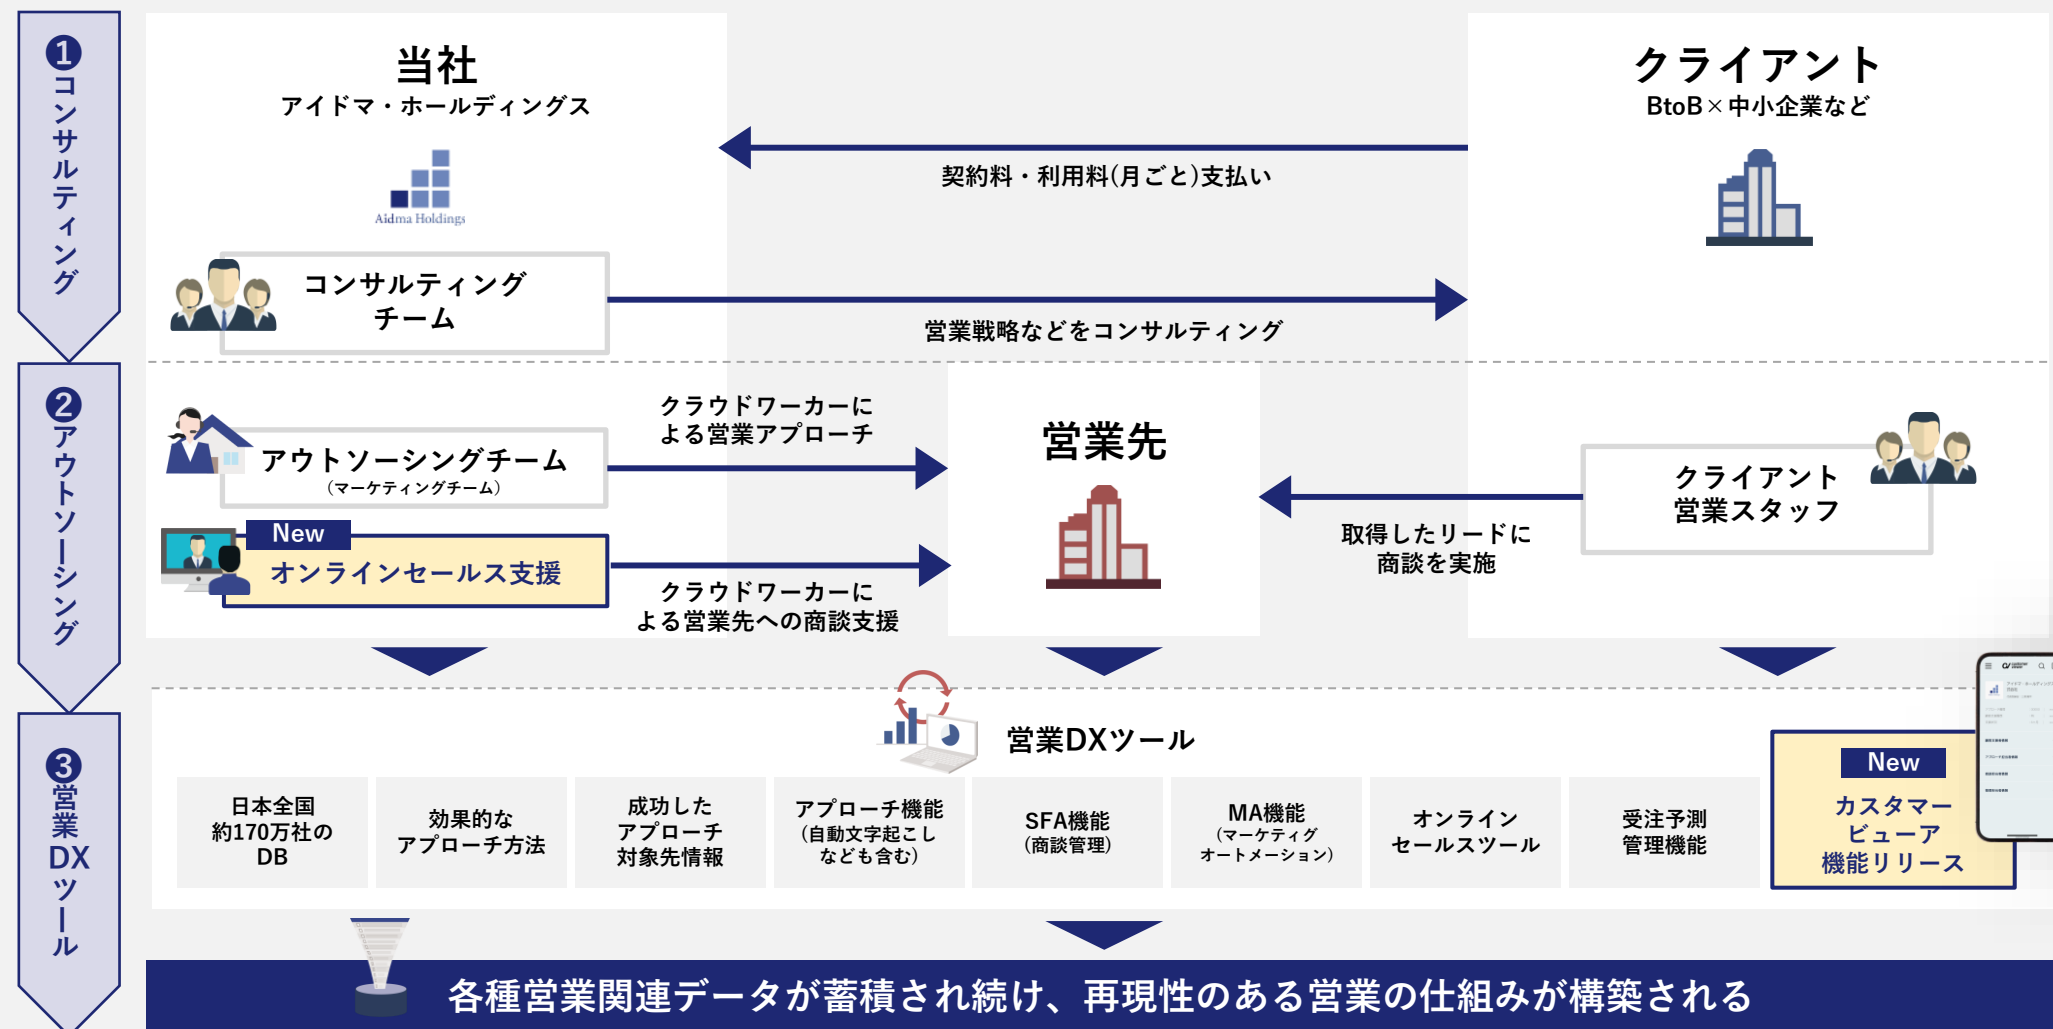 ❶コンサルティング
当社
アイドマ・ホールディングス
Aidma Holdings
クライアント
BtoB×中小企業など
契約料・利用料(月ごと)支払い
コンサルティング
チーム
営業戦略などをコンサルティング
❷アウトソーシング
アウトソーシングチーム
(マーケティングチーム)
クラウドワーカーに
よる営業アプローチ
New
オンラインセールス支援
クラウドワーカーに
よる営業先への商談支援
営業先
クライアント
営業スタッフ
取得したリードに
商談を実施
❸営業DXツール
営業DXツール
日本全国
約170万社の
DB
効果的な
アプローチ方法
成功した
アプローチ
対象先情報
アプローチ機能
(自動文字起こし
なども含む)
SFA機能
(商談管理)
MA機能
(マーケティグ
オートメーション)
オンライン
セールスツール
受注予測
管理機能
New
カスタマー
ビューア
機能リリース
各種営業関連データが蓄積され続け、再現性のある営業の仕組みが構築される